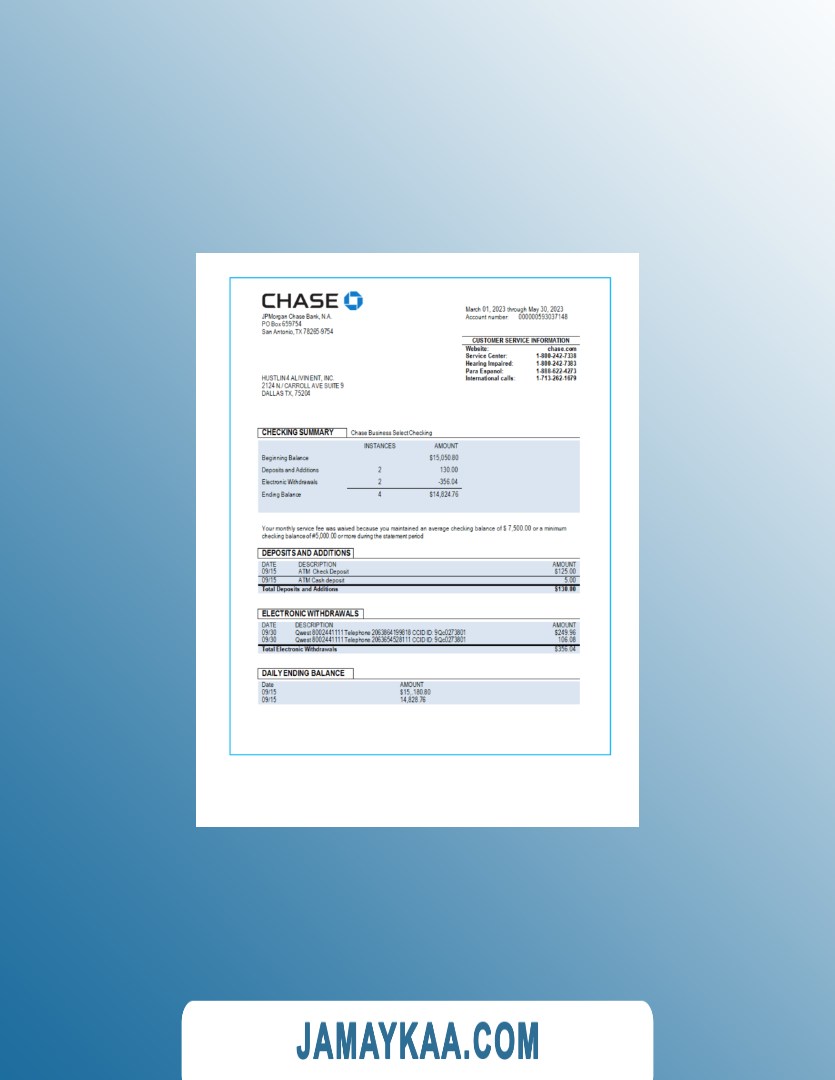 CHASE
JPMorgan Chase Bank, N.A.
PO Box 659754
San Antonio, TX 78265-9754
March 01, 2023 through May 30, 2023
Account number 000000593037148
CUSTOMER SERVICE INFORMATION
Website: chase.com
Service Center: 1-800-242-7338
Hearing Impaired: 1-800-242-7383
Para Espanol: 1-888-622-4273
International calls: 1-713-262-1679
HUSTLIN 4 ALIVIN ENT, INC.
2124 N./ CARROLL AVE SUITE 9
DALLAS TX, 75204
CHECKING SUMMARY Chase Business Select Checking
INSTANCES AMOUNT
Beginning Balance $15,050.80
Deposits and Additions 2 130.00
Electronic Withdrawals 2 -356.04
Ending Balance 4 $14,824.76
Your monthly service fee was waived because you maintained an average checking balance of $ 7,500.00 or a minimum
checking balance of #5,000.00 or more during the statement period
DEPOSITS AND ADDITIONS
DATE DESCRIPTION AMOUNT
09/15 ATM Check Deposit $125.00
09/15 ATM Cash deposit 5.00
Total Deposits and Additions $130.00
ELECTRONIC WITHDRAWALS
DATE DESCRIPTION AMOUNT
09/30 Qwest 8002441111 Telephone 2063864199818 CCID ID: 9Qc0273801 $249.96
09/30 Qwest 8002441111 Telephone 2063654528111 CCID ID: 9Qc0273801 106.08
Total Electronic Withdrawals $356.04
DAILY ENDING BALANCE
Date AMOUNT
09/15 $15,.180.80
09/15 14,828.76
JAMAYKAA.COM